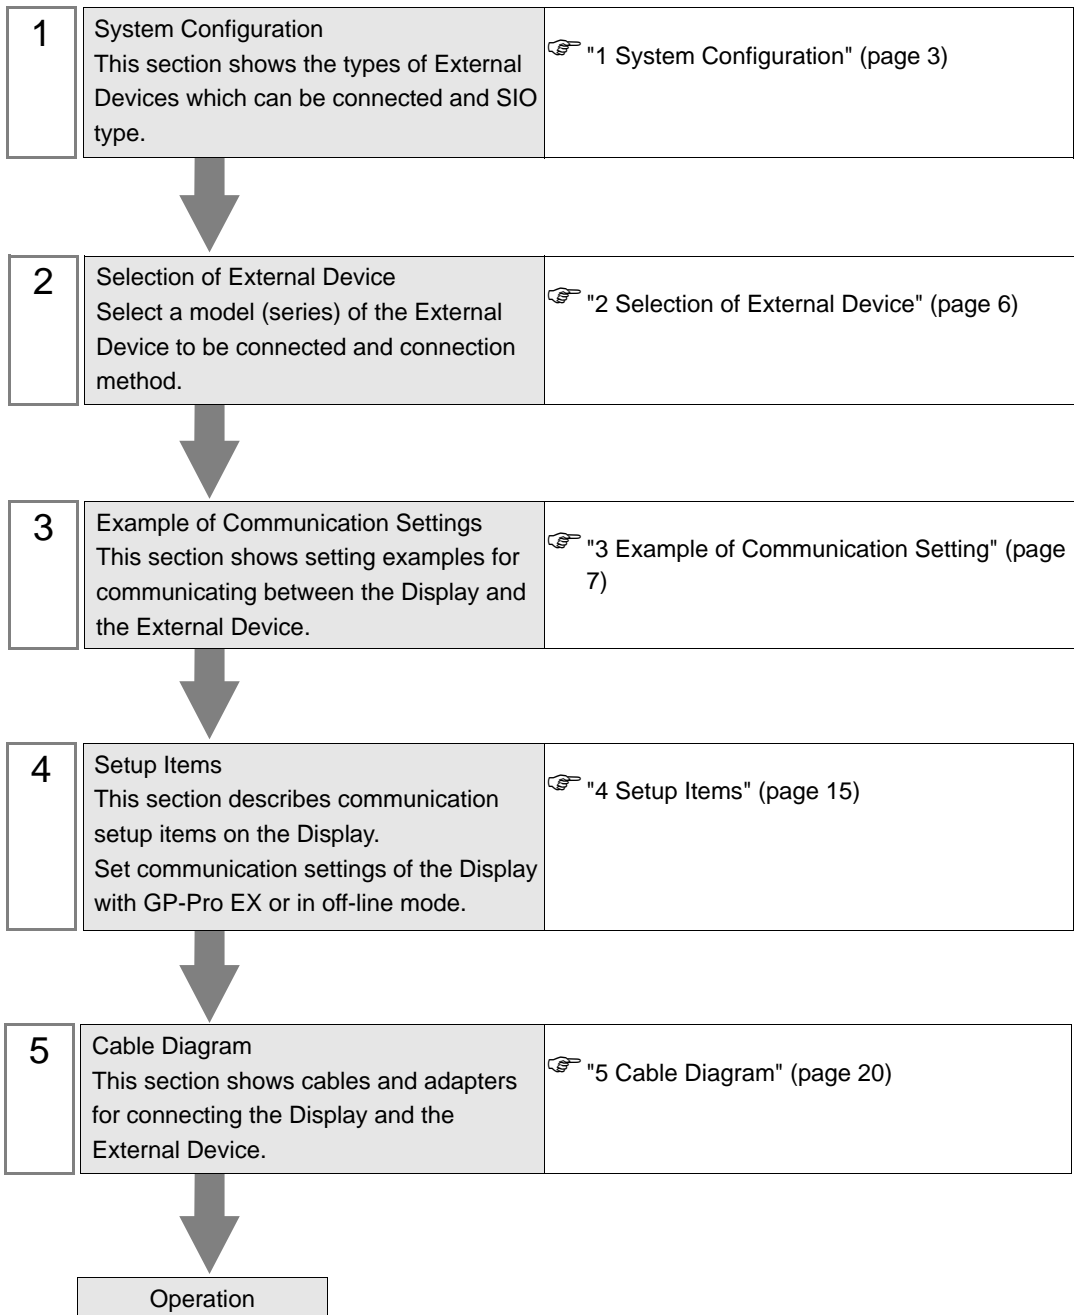 1
System Configuration
This section shows the types of External
Devices which can be connected and SIO
type.
"1 System Configuration" (page 3)
2
Selection of External Device
Select a model (series) of the External
Device to be connected and connection
method.
"2 Selection of External Device" (page 6)
3
Example of Communication Settings
This section shows setting examples for
communicating between the Display and
the External Device.
"3 Example of Communication Setting" (page
7)
4
Setup Items
This section describes communication
setup items on the Display.
Set communication settings of the Display
with GP-Pro EX or in off-line mode.
"4 Setup Items" (page 15)
5
Cable Diagram
This section shows cables and adapters
for connecting the Display and the
External Device.
"5 Cable Diagram" (page 20)
Operation